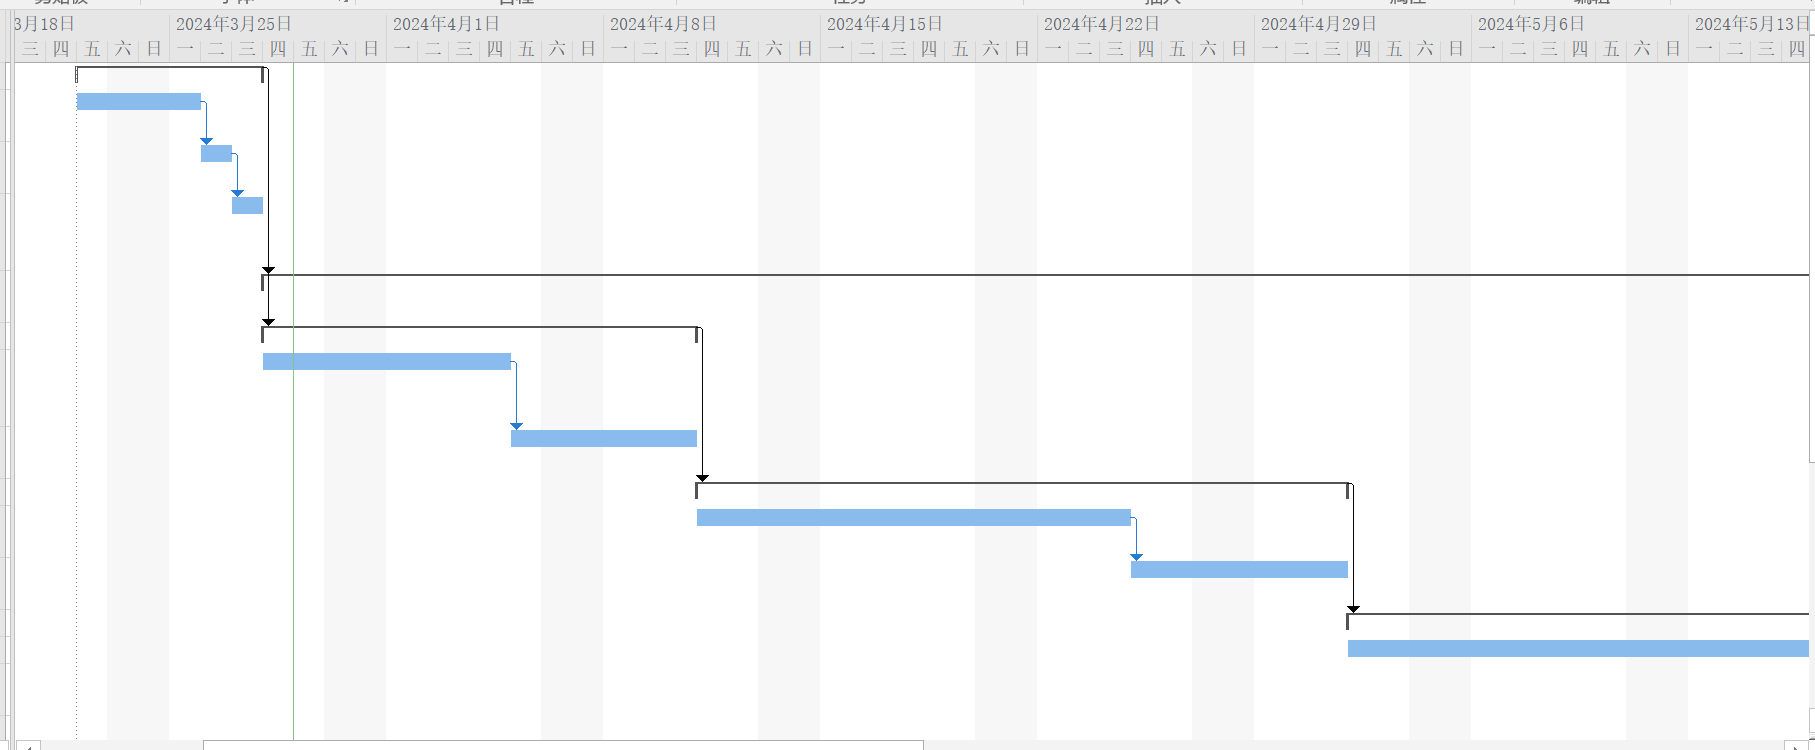 3月18日 2024年3月25日 2024年4月1日 2024年4月8日 2024年4月15日 2024年4月22日 2024年4月29日 2024年5月6日 2024年5月13日
三 四 五 六 日 一 二 三 四 五 六 日 一 二 三 四 五 六 日 一 二 三 四 五 六 日 一 二 三 四 五 六 日 一 二 三 四 五 六 日 一 二 三 四 五 六 日 一 二 三 四 五 六 日 一 二 三 四